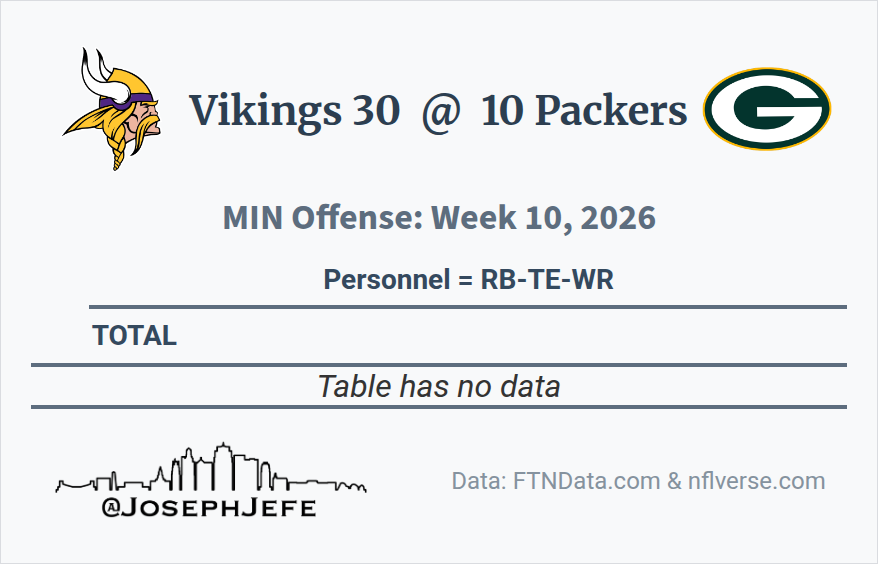 Vikings 30 @ 10 Packers
MIN Offense: Week 10, 2026
Personnel = RB-TE-WR
TOTAL
Table has no data
@JosephJefe
Data: FTNData.com & nflverse.com